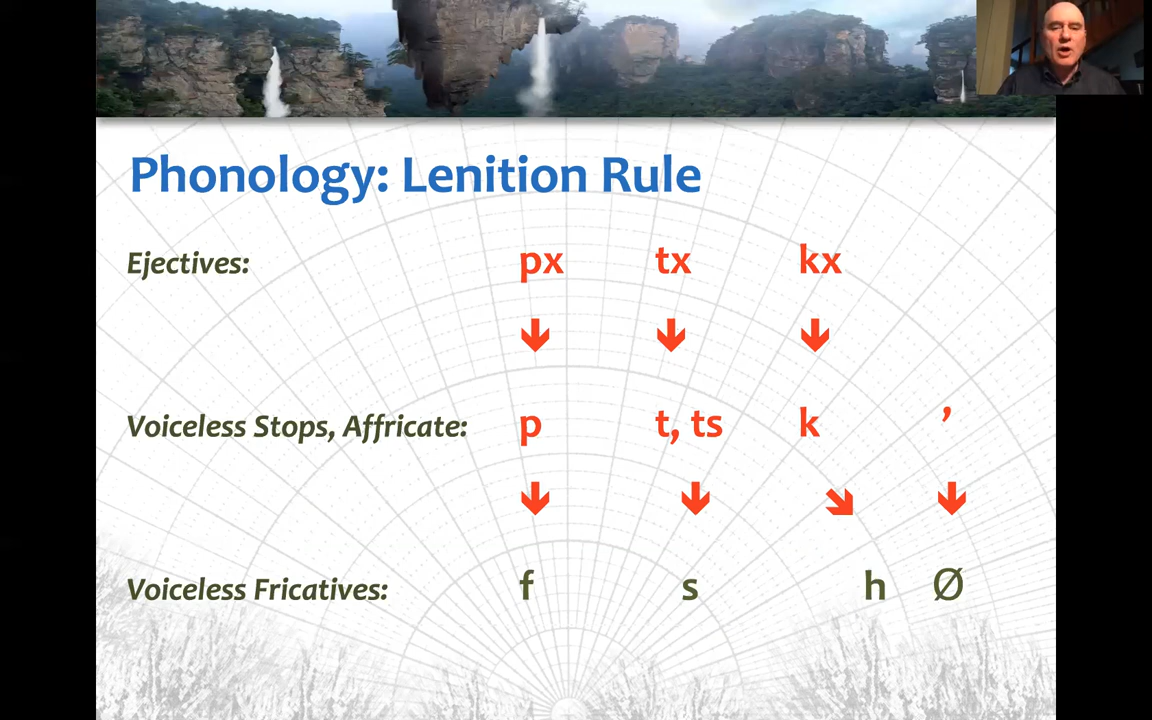 Phonology: Lenition Rule
Ejectives: px tx kx
Voiceless Stops, Affricate: p t, ts k ’
Voiceless Fricatives: f s h Ø